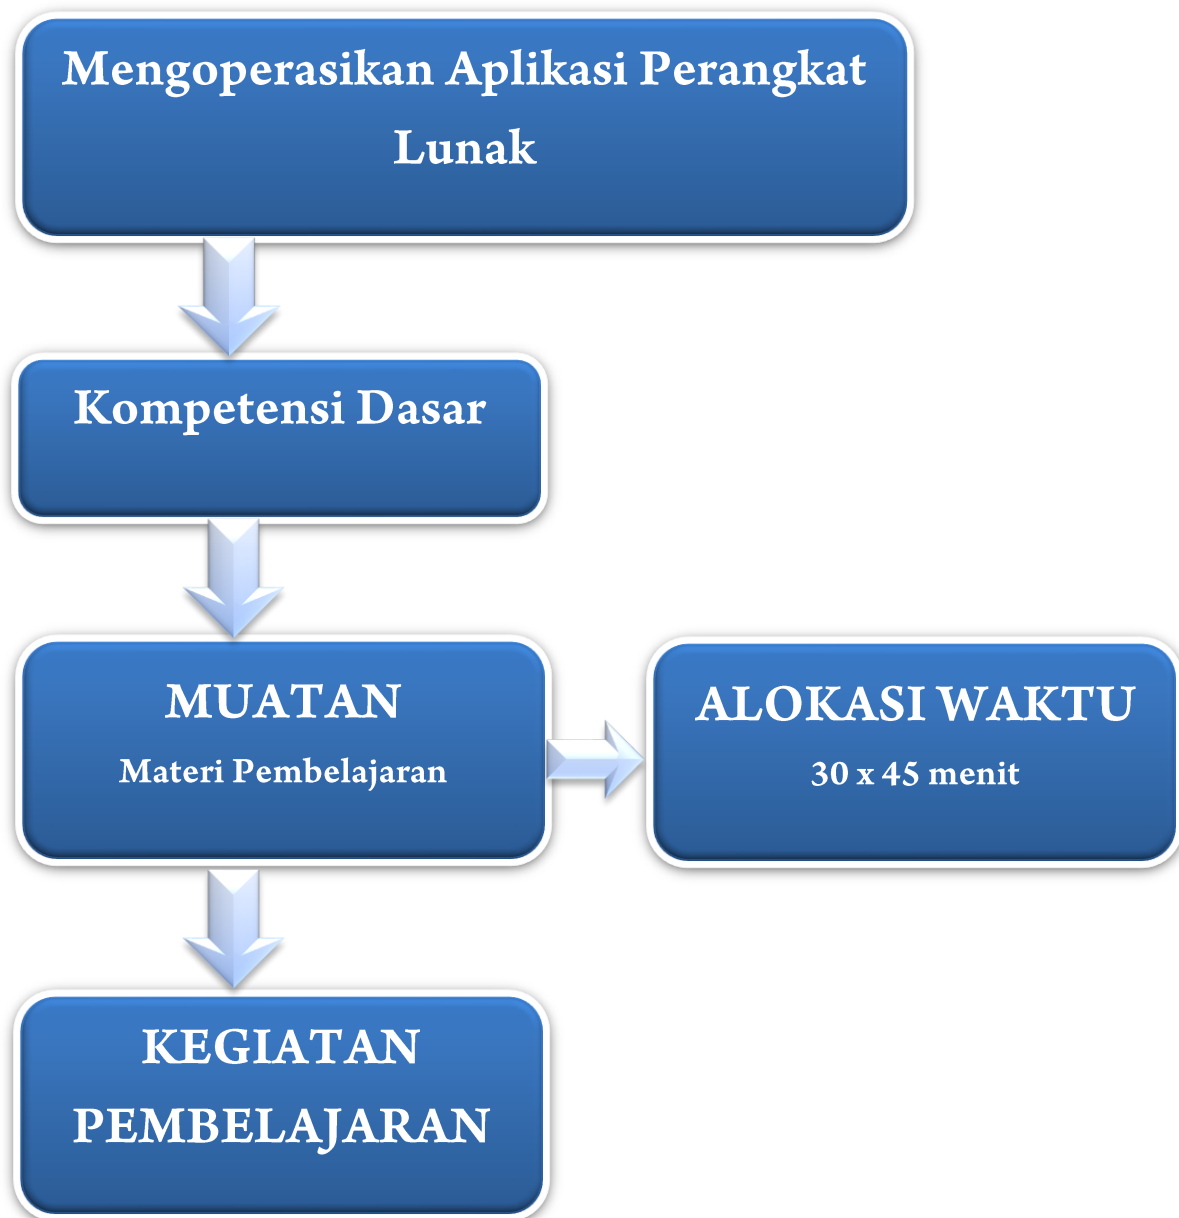 Mengoperasikan Aplikasi Perangkat
Lunak
Kompetensi Dasar
MUATAN
Materi Pembelajaran
ALOKASI WAKTU
30 x 45 menit
KEGIATAN
PEMBELAJARAN